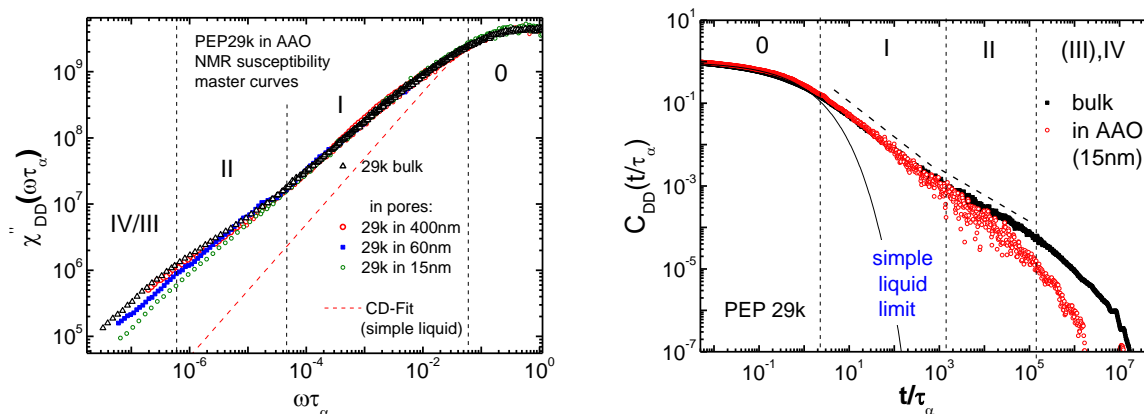 PEP29k in AAO
NMR susceptibility
master curves
0
I
II
IV/III
29k bulk
in pores:
29k in 400nm
29k in 60nm
29k in 15nm
CD-Fit
(simple liquid)
χ''DD(ωτα)
10^9
10^8
10^7
10^6
10^5
10^-6
10^-4
10^-2
10^0
ωτα
0
I
II
(III),IV
bulk
in AAO
(15nm)
simple
liquid
limit
PEP 29k
CDD(t/τα)
10^1
10^-1
10^-3
10^-5
10^-7
10^-1
10^1
10^3
10^5
10^7
t/τα